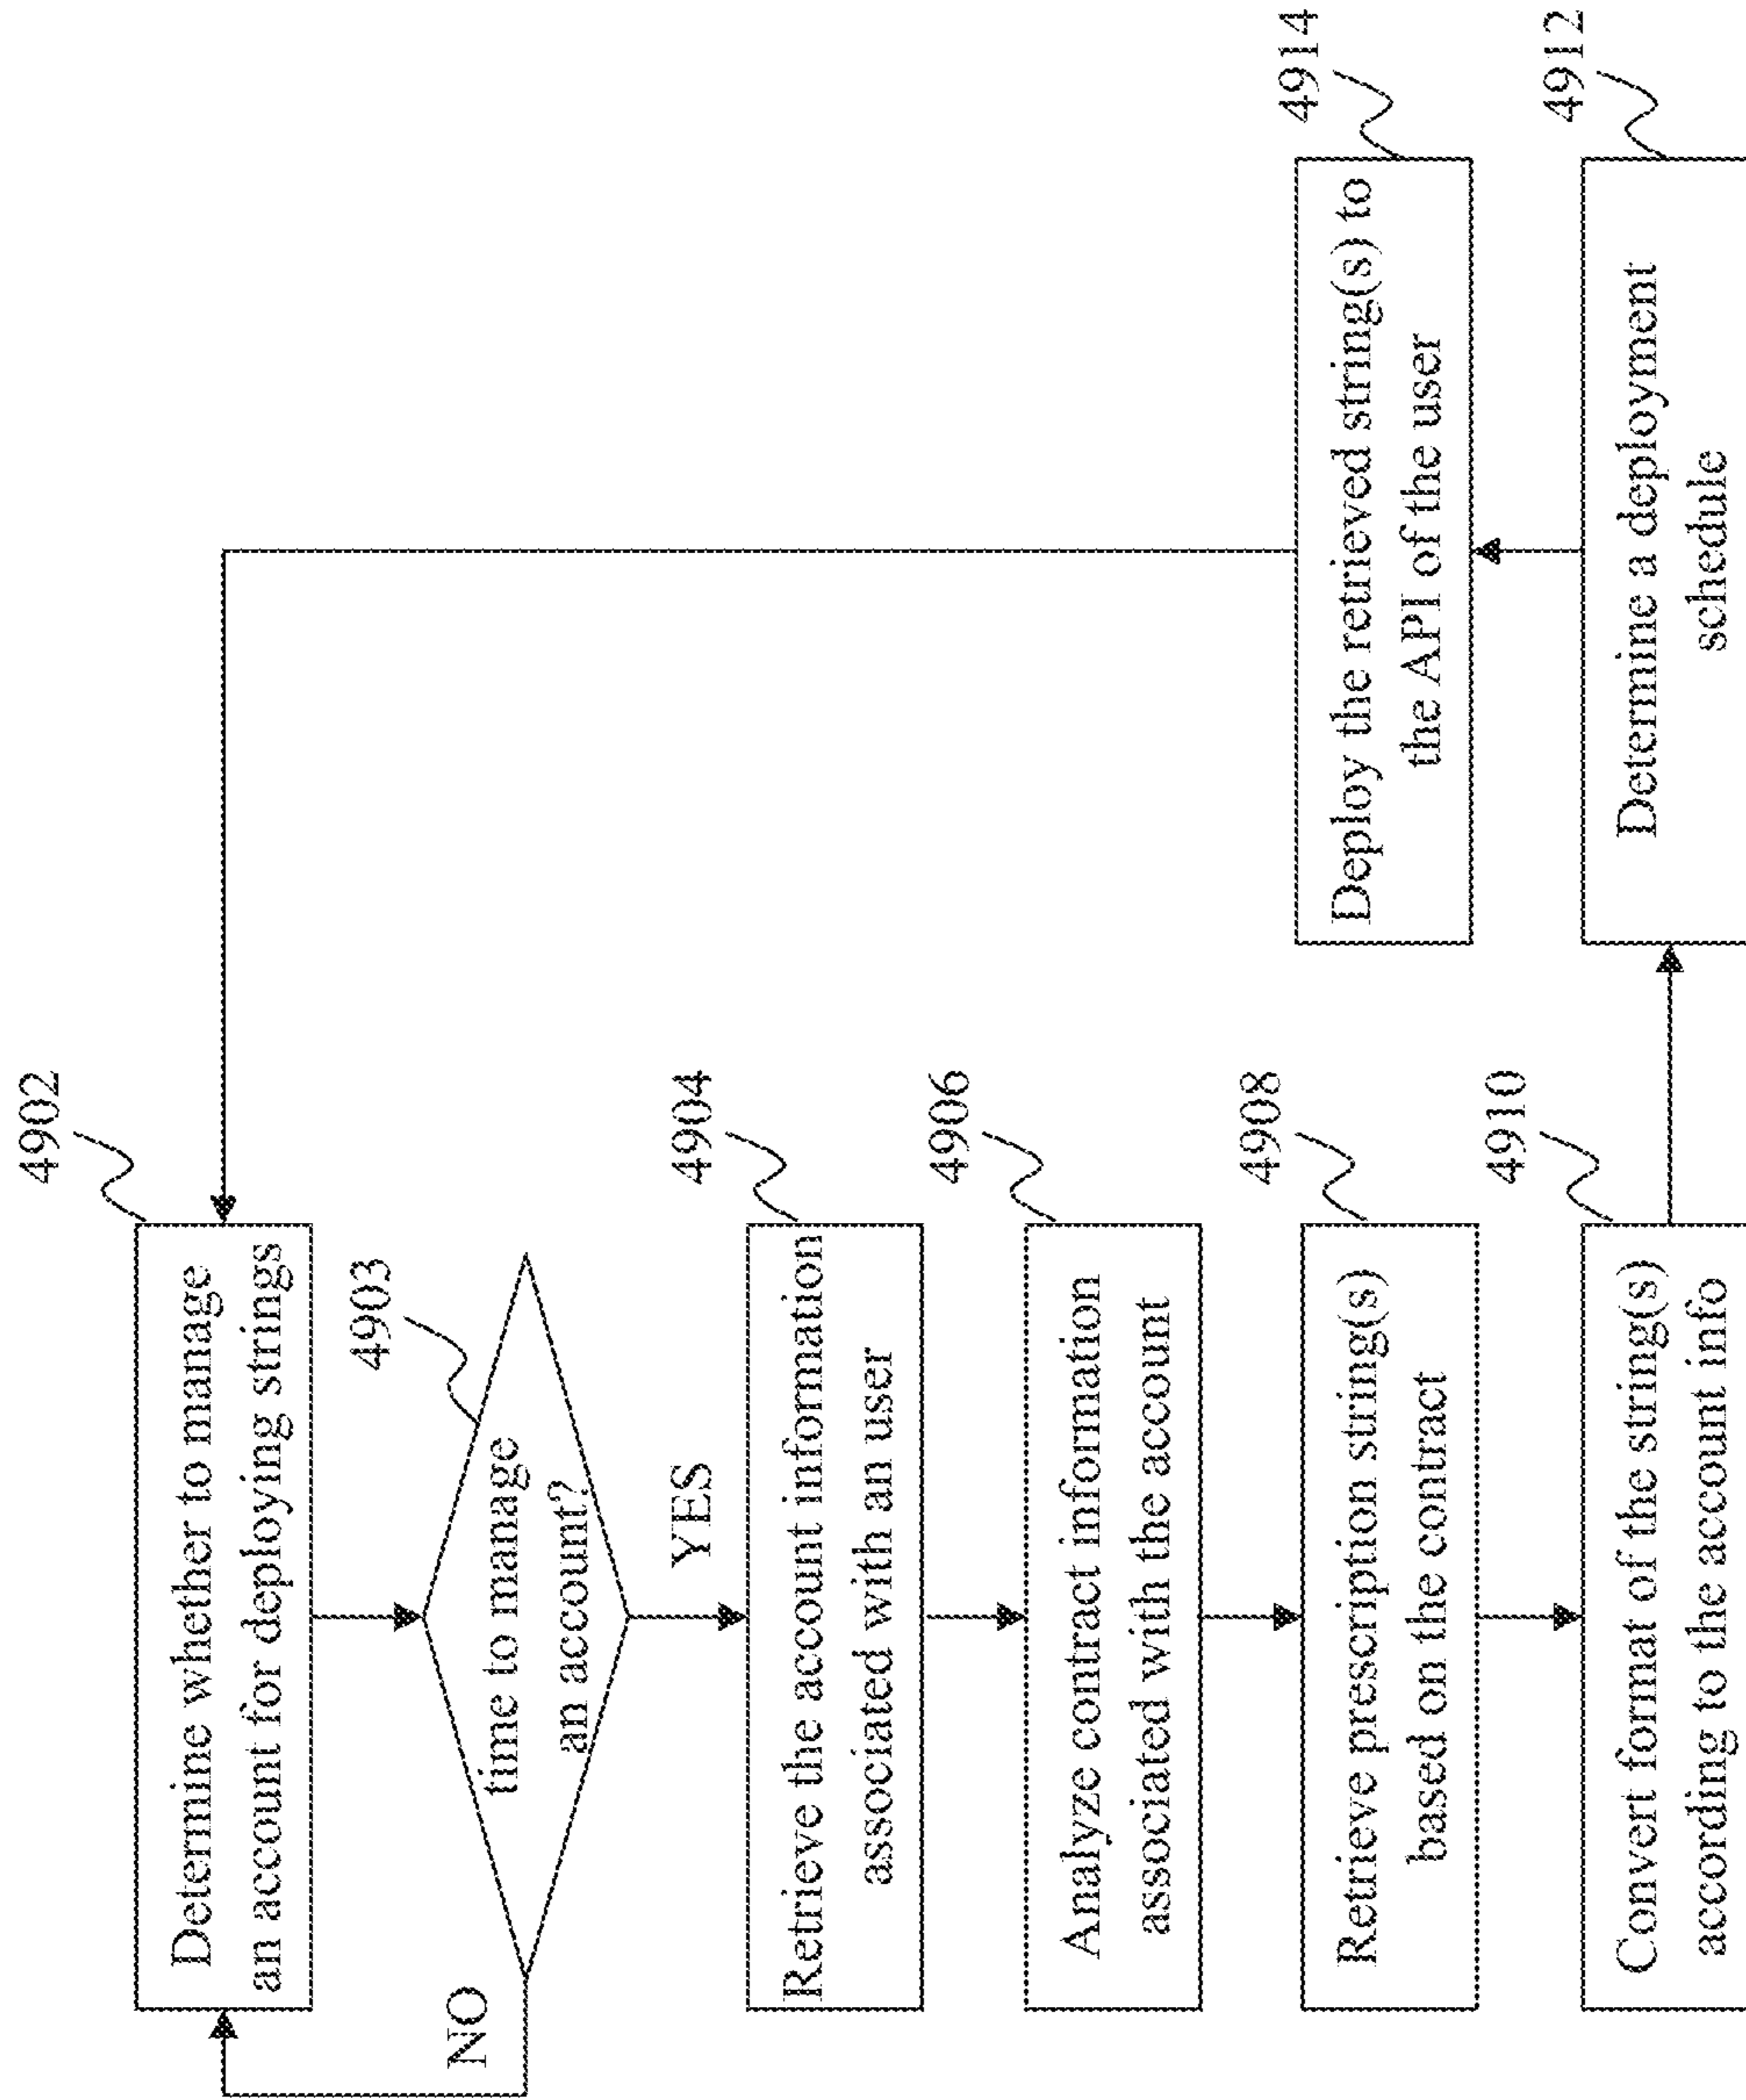 4902
Determine whether to manage
an account for deploying strings
4903
time to manage
an account?
NO
YES
4904
Retrieve the account information
associated with an user
4906
Analyze contract information
associated with the account
4908
Retrieve prescription string(s)
based on the contract
4910
Convert format of the string(s)
according to the account info
4912
Determine a deployment
schedule
4914
Deploy the retrieved string(s) to
the API of the user